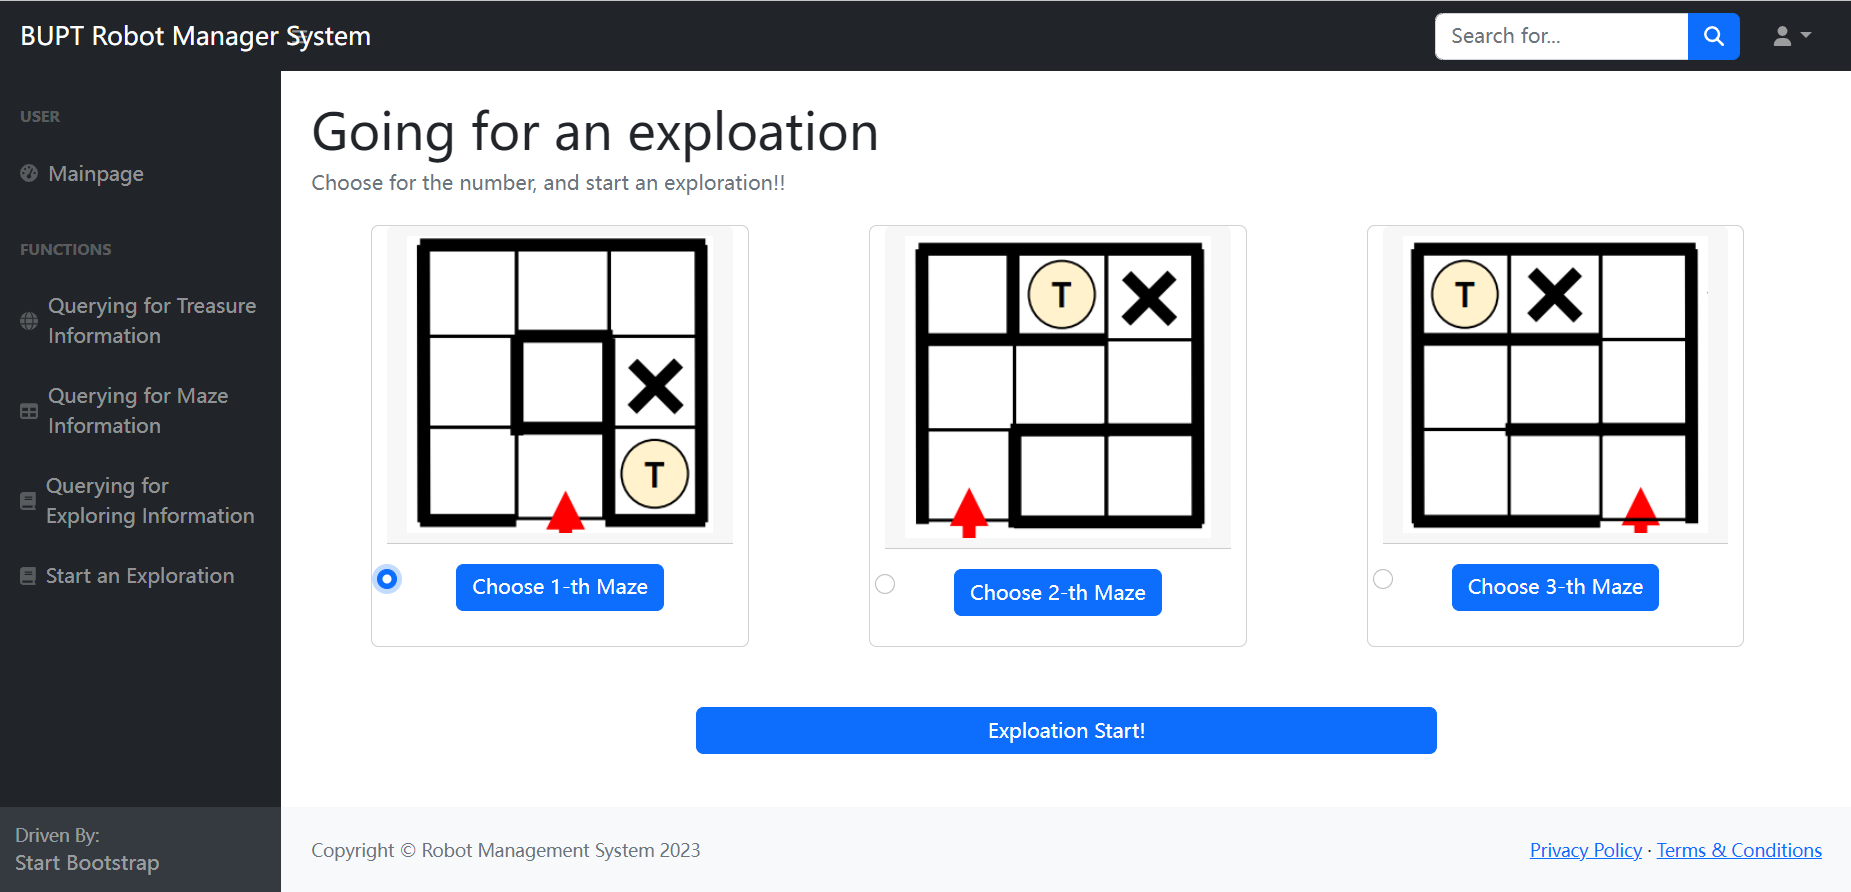 BUPT Robot Manager System
Search for...
USER
Mainpage
FUNCTIONS
Querying for Treasure
Information
Querying for Maze
Information
Querying for
Exploring Information
Start an Exploration
Driven By:
Start Bootstrap
Going for an exploation
Choose for the number, and start an exploration!!
T
T
T
Choose 1-th Maze
Choose 2-th Maze
Choose 3-th Maze
Exploation Start!
Copyright © Robot Management System 2023
Privacy Policy · Terms & Conditions